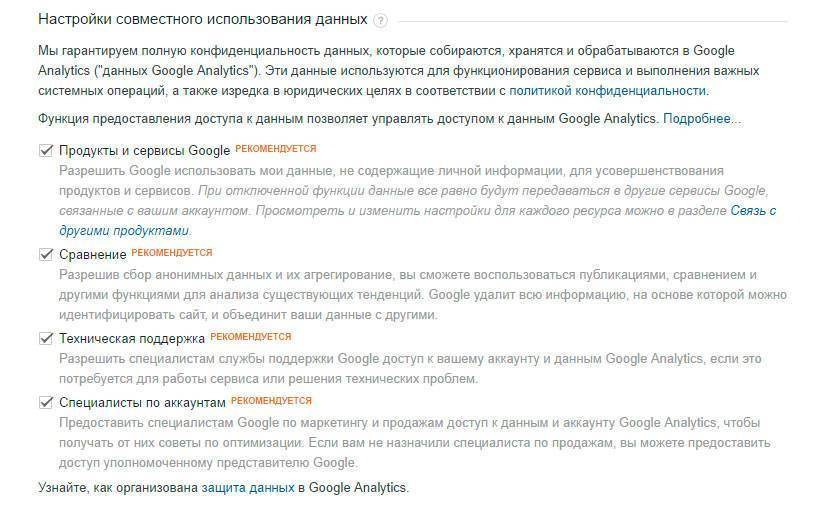 Настройки совместного использования данных ?
Мы гарантируем полную конфиденциальность данных, которые собираются, хранятся и обрабатываются в Google
Analytics ("данных Google Analytics"). Эти данные используются для функционирования сервиса и выполнения важных
системных операций, а также изредка в юридических целях в соответствии с политикой конфиденциальности.
Функция предоставления доступа к данным позволяет управлять доступом к данным Google Analytics. Подробнее...
Продукты и сервисы Google РЕКОМЕНДУЕТСЯ
Разрешить Google использовать мои данные, не содержащие личной информации, для усовершенствования
продуктов и сервисов. При отключенной функции данные все равно будут передаваться в другие сервисы Google,
связанные с вашим аккаунтом. Просмотреть и изменить настройки для каждого ресурса можно в разделе Связь с
другими продуктами.
Сравнение РЕКОМЕНДУЕТСЯ
Разрешив сбор анонимных данных и их агрегирование, вы сможете воспользоваться публикациями, сравнением и
другими функциями для анализа существующих тенденций. Google удалит всю информацию, на основе которой можно
идентифицировать сайт, и объединит ваши данные с другими.
Техническая поддержка РЕКОМЕНДУЕТСЯ
Разрешить специалистам службы поддержки Google доступ к вашему аккаунту и данным Google Analytics, если это
потребуется для работы сервиса или решения технических проблем.
Специалисты по аккаунтам РЕКОМЕНДУЕТСЯ
Предоставить специалистам Google по маркетингу и продажам доступ к данным и аккаунту Google Analytics, чтобы
получать от них советы по оптимизации. Если вам не назначили специалиста по продажам, вы можете предоставить
доступ уполномоченному представителю Google.
Узнайте, как организована защита данных в Google Analytics.